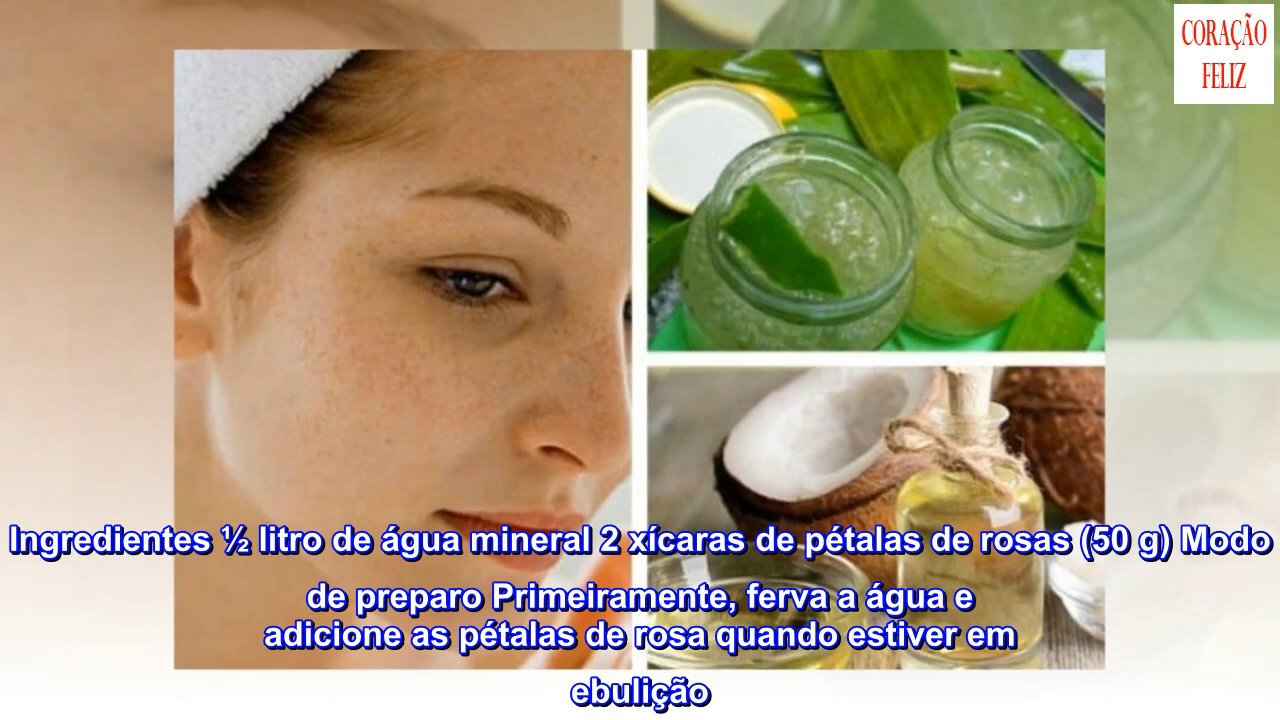 CORAÇÃO
FELIZ
Ingredientes ½ litro de água mineral 2 xícaras de pétalas de rosas (50 g) Modo
de preparo Primeiramente, ferva a água e
adicione as pétalas de rosa quando estiver em
ebulição